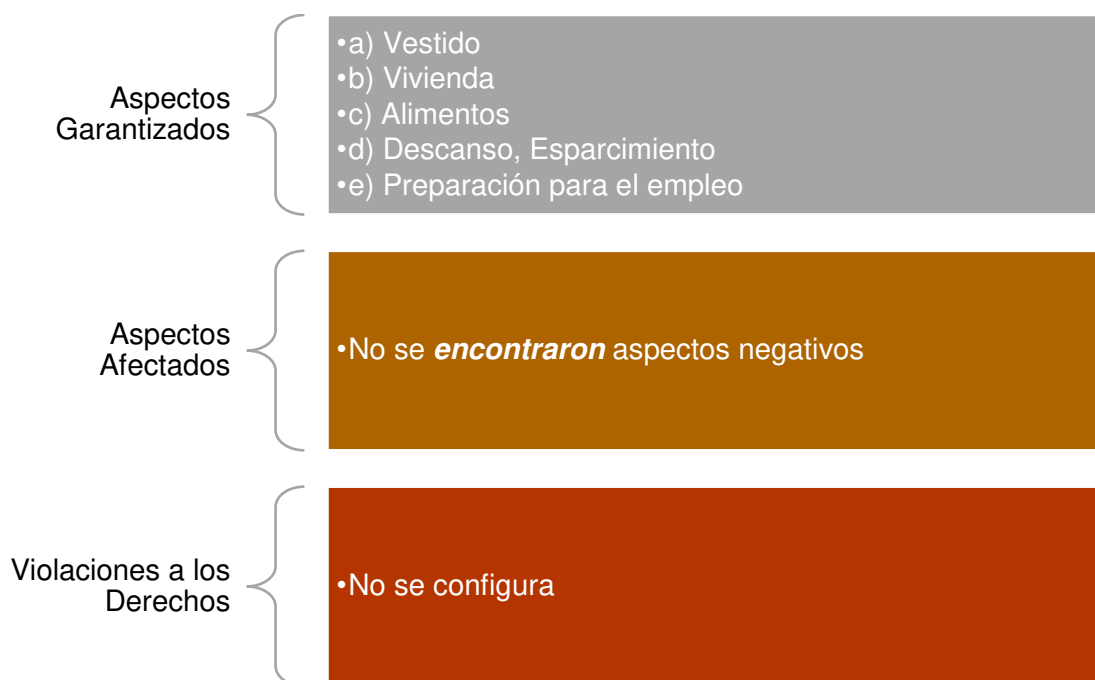 Aspectos
Garantizados
•a) Vestido
•b) Vivienda
•c) Alimentos
•d) Descanso, Esparcimiento
•e) Preparación para el empleo
Aspectos
Afectados
•No se encontraron aspectos negativos
Violaciones a los
Derechos
•No se configura